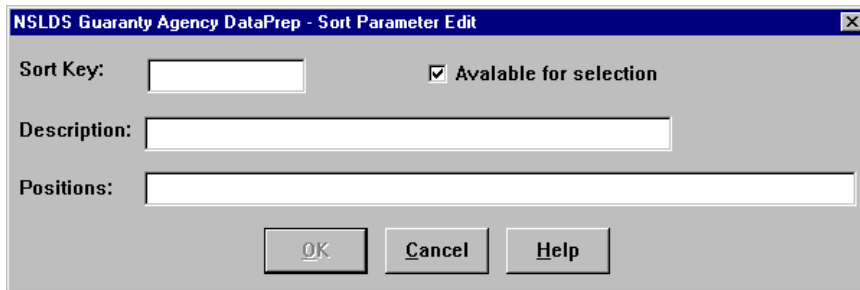 NSLDS Guaranty Agency DataPrep - Sort Parameter Edit
Sort Key:
Avalable for selection
Description:
Positions:
OK Cancel Help